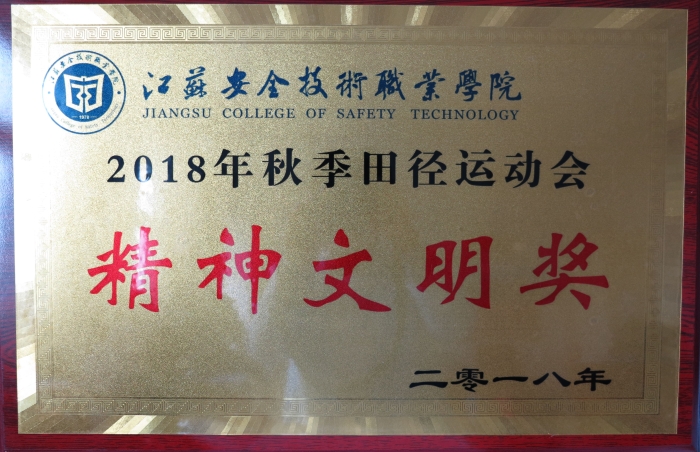 江蘇安全技術職業學院
JIANGSU COLLEGE OF SAFETY TECHNOLOGY
1978
2018年秋季田径运动会
精神文明奖
二零一八年